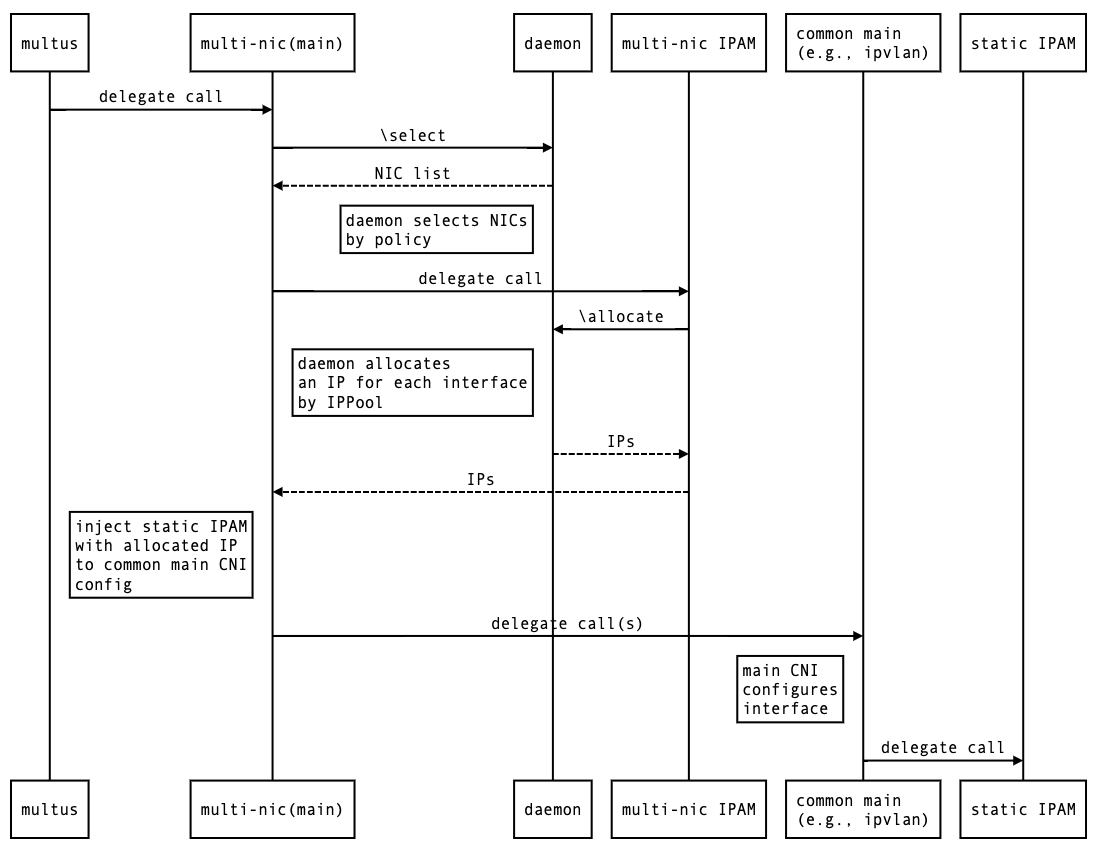 multus
multi-nic(main)
daemon
multi-nic IPAM
common main
(e.g., ipvlan)
static IPAM
delegate call
\select
NIC list
daemon selects NICs
by policy
delegate call
\allocate
daemon allocates
an IP for each interface
by IPPool
IPs
IPs
inject static IPAM
with allocated IP
to common main CNI
config
delegate call(s)
main CNI
configures
interface
delegate call
multus
multi-nic(main)
daemon
multi-nic IPAM
common main
(e.g., ipvlan)
static IPAM